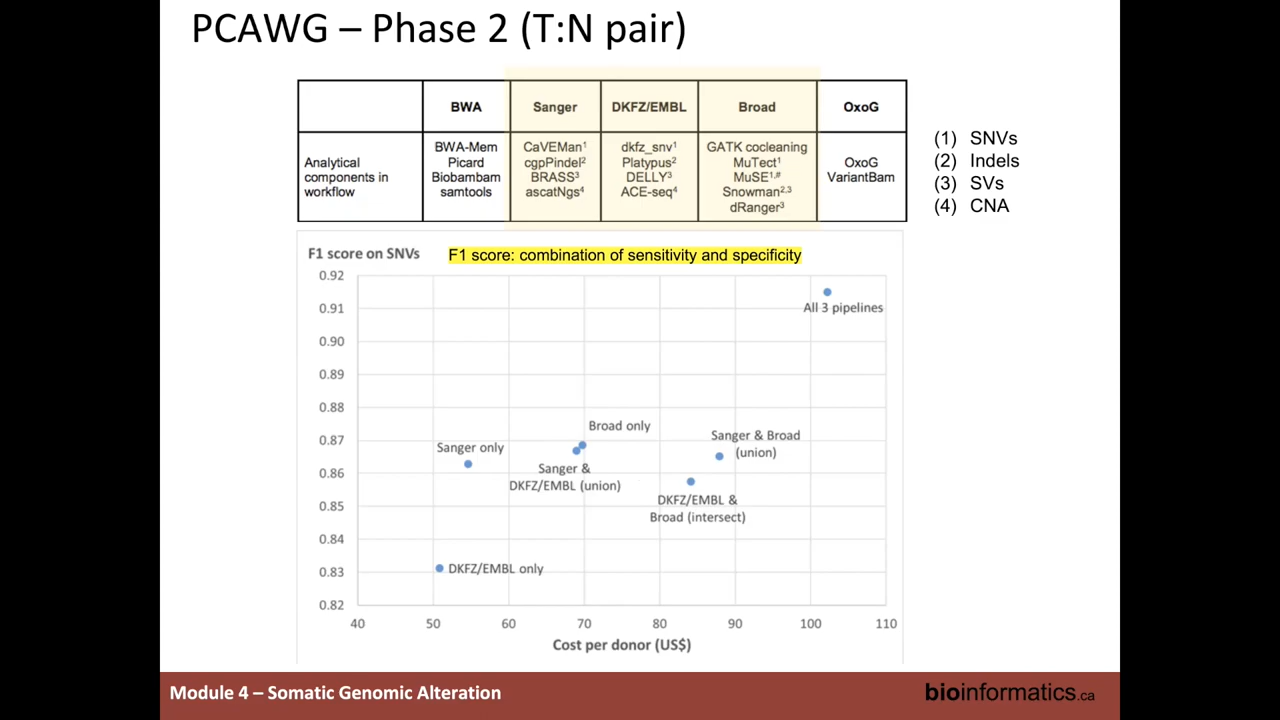 PCAWG – Phase 2 (T:N pair)
BWA
Sanger
DKFZ/EMBL
Broad
OxoG
Analytical
components in
workflow
BWA-Mem
Picard
Biobambam
samtools
CaVEMan¹
cgpPindel²
BRASS³
ascatNgs⁴
dkfz_snv¹
Platypus²
DELLY³
ACE-seq⁴
GATK cocleaning
MuTect¹
MuSE¹,#
Snowman²,³
dRanger³
OxoG
VariantBam
(1) SNVs
(2) Indels
(3) SVs
(4) CNA
F1 score on SNVs
F1 score: combination of sensitivity and specificity
0.92
0.91
0.90
0.89
0.88
0.87
0.86
0.85
0.84
0.83
0.82
All 3 pipelines
Broad only
Sanger & Broad
(union)
Sanger only
Sanger &
DKFZ/EMBL (union)
DKFZ/EMBL &
Broad (intersect)
DKFZ/EMBL only
40 50 60 70 80 90 100 110
Cost per donor (US$)
Module 4 – Somatic Genomic Alteration
bioinformatics.ca